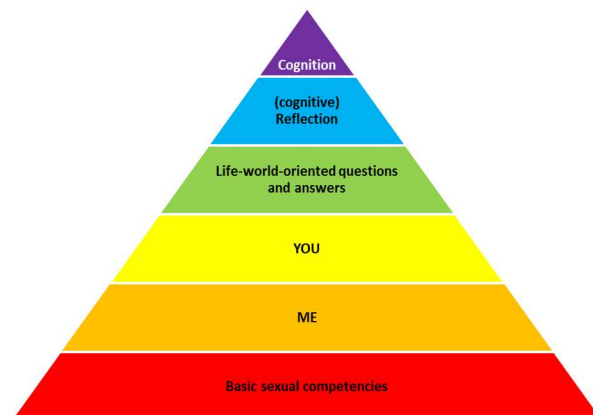 Cognition
(cognitive)
Reflection
Life-world-oriented questions
and answers
YOU
ME
Basic sexual competencies